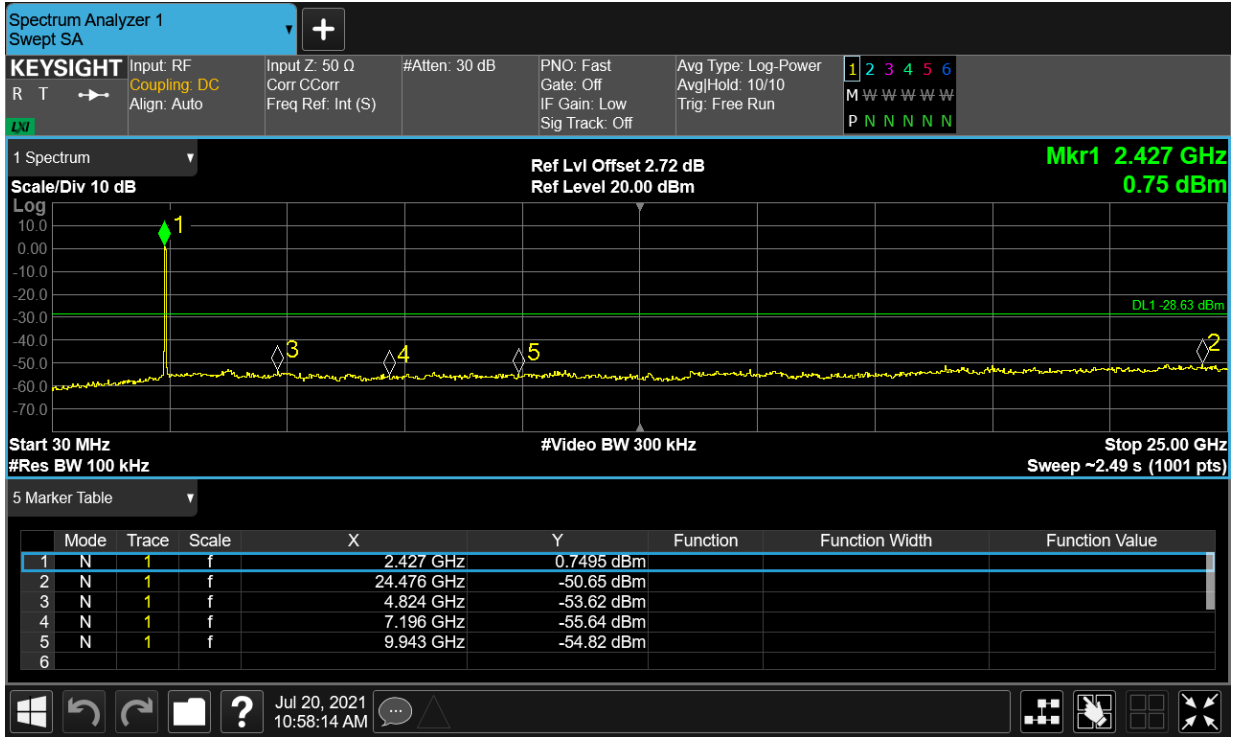 Spectrum Analyzer 1
Swept SA
KEYSIGHT
R T
LXI
Input: RF
Coupling: DC
Align: Auto
Input Z: 50 Ω
Corr CCorr
Freq Ref: Int (S)
#Atten: 30 dB
PNO: Fast
Gate: Off
IF Gain: Low
Sig Track: Off
Avg Type: Log-Power
Avg|Hold: 10/10
Trig: Free Run
1 2 3 4 5 6
M W W W W W
P N N N N N
1 Spectrum
Scale/Div 10 dB
Ref Lvl Offset 2.72 dB
Ref Level 20.00 dBm
Mkr1 2.427 GHz
0.75 dBm
Log
10.0
0.00
-10.0
-20.0
-30.0
-40.0
-50.0
-60.0
-70.0
1
3
4
5
2
DL1 -28.63 dBm
Start 30 MHz
#Video BW 300 kHz
Stop 25.00 GHz
#Res BW 100 kHz
Sweep ~2.49 s (1001 pts)
5 Marker Table
Mode Trace Scale X Y Function Function Width Function Value
1 N 1 f 2.427 GHz 0.7495 dBm
2 N 1 f 24.476 GHz -50.65 dBm
3 N 1 f 4.824 GHz -53.62 dBm
4 N 1 f 7.196 GHz -55.64 dBm
5 N 1 f 9.943 GHz -54.82 dBm
6
?
Jul 20, 2021
10:58:14 AM